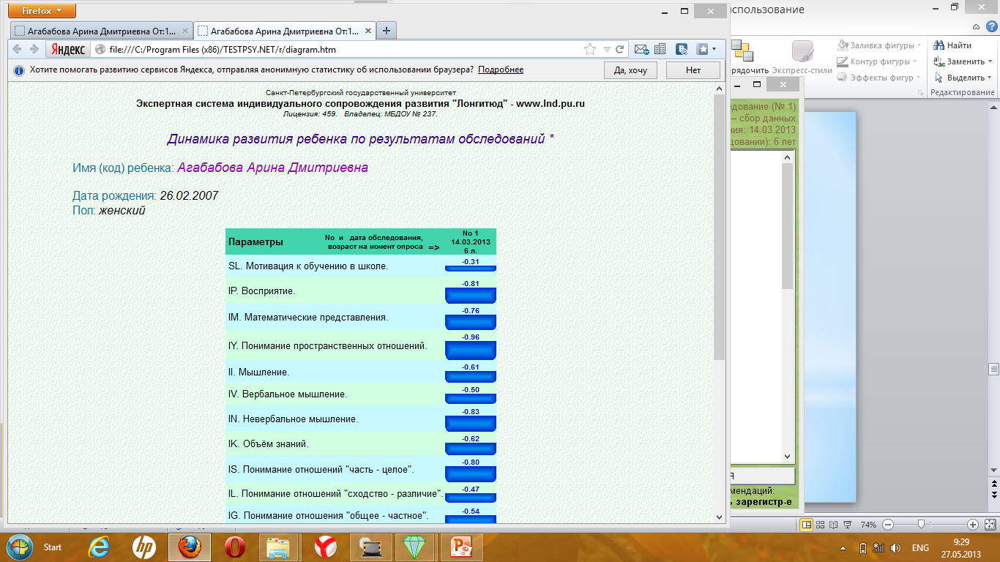 Firefox
использование
Агабабова Арина Дмитриевна От:1...
Агабабова Арина Дмитриевна От:1...
Яндекс
file:///C:/Program Files (x86)/TESTPSY.NET/r/diagram.htm
Хотите помогать развитию сервисов Яндекса, отправляя анонимную статистику об использовании браузера? Подробнее
Да, хочу
Нет
Заливка фигуры
Контур фигуры
Эффекты фигур
Экспресс-стили
Найти
Заменить
Выделить
Редактирование
Санкт-Петербургский государственный университет
Экспертная система индивидуального сопровождения развития "Лонгитюд" - www.lnd.pu.ru
Лицензия: 459. Владелец: МБДОУ № 237.
Динамика развития ребенка по результатам обследований *
Имя (код) ребенка: Агабабова Арина Дмитриевна
Дата рождения: 26.02.2007
Пол: женский
Параметры
No и дата обследования,
возраст на момент опроса =>
No 1
14.03.2013
6 л.
SL. Мотивация к обучению в школе.
-0.31
IP. Восприятие.
-0.81
IM. Математические представления.
-0.76
IY. Понимание пространственных отношений.
-0.96
II. Мышление.
-0.61
IV. Вербальное мышление.
-0.50
IN. Невербальное мышление.
-0.83
IK. Объём знаний.
-0.62
IS. Понимание отношений "часть - целое".
-0.80
IL. Понимание отношений "сходство - различие".
-0.47
IG. Понимание отношения "общее - частное".
-0.54
едование (№ 1)
– сбор данных
ния: 14.03.2013
довании): 6 лет
Я
мендаций:
ь зарегистр-е
74%
Start
ENG
9:29
27.05.2013